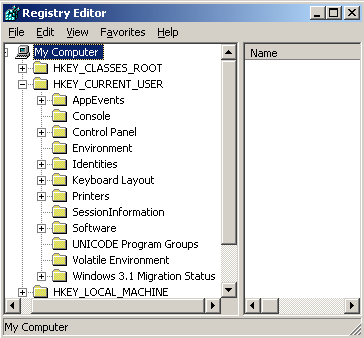 Registry Editor
File Edit View Favorites Help
My Computer
Name
HKEY_CLASSES_ROOT
HKEY_CURRENT_USER
AppEvents
Console
Control Panel
Environment
Identities
Keyboard Layout
Printers
SessionInformation
Software
UNICODE Program Groups
Volatile Environment
Windows 3.1 Migration Status
HKEY_LOCAL_MACHINE
My Computer